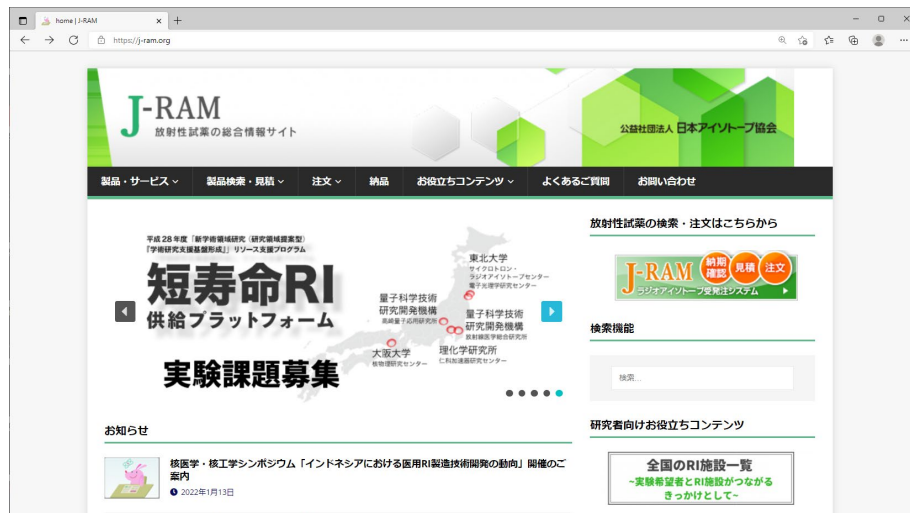 home | J-RAM
https://j-ram.org
J-RAM
放射性試薬の総合情報サイト
公益社団法人 日本アイソトープ協会
製品・サービス 製品検索・見積 注文 納品 お役立ちコンテンツ よくあるご質問 お問い合わせ
平成28年度「新学術領域研究(研究領域提案型)
『学術研究支援基盤形成』」リソース支援プログラム
短寿命RI
供給プラットフォーム
実験課題募集
東北大学
サイクロトロン・
ラジオアイソトープセンター
電子光理学研究センター
量子科学技術
研究開発機構
高崎量子応用研究所
量子科学技術
研究開発機構
放射線医学総合研究所
大阪大学
核物理研究センター
理化学研究所
仁科加速器研究センター
お知らせ
核医学・核工学シンポジウム「インドネシアにおける医用RI製造技術開発の動向」開催のご
案内
2022年1月13日
放射性試薬の検索・注文はこちらから
J-RAM
納期
確認
見積
注文
ラジオアイソトープ受発注システム
検索機能
検索...
研究者向けお役立ちコンテンツ
全国のRI施設一覧
~実験希望者とRI施設がつながる
きっかけとして~